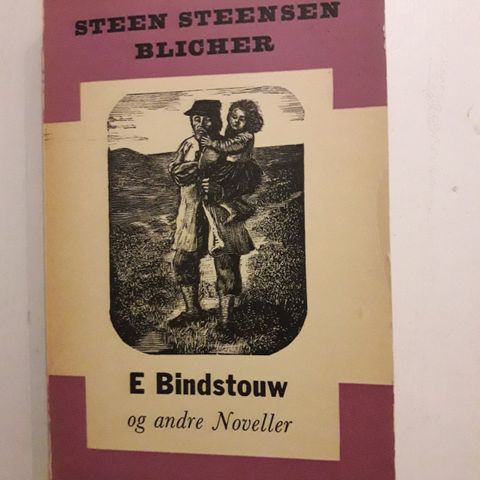 STEEN STEENSEN
BLICHER
E Bindstouw
og andre Noveller